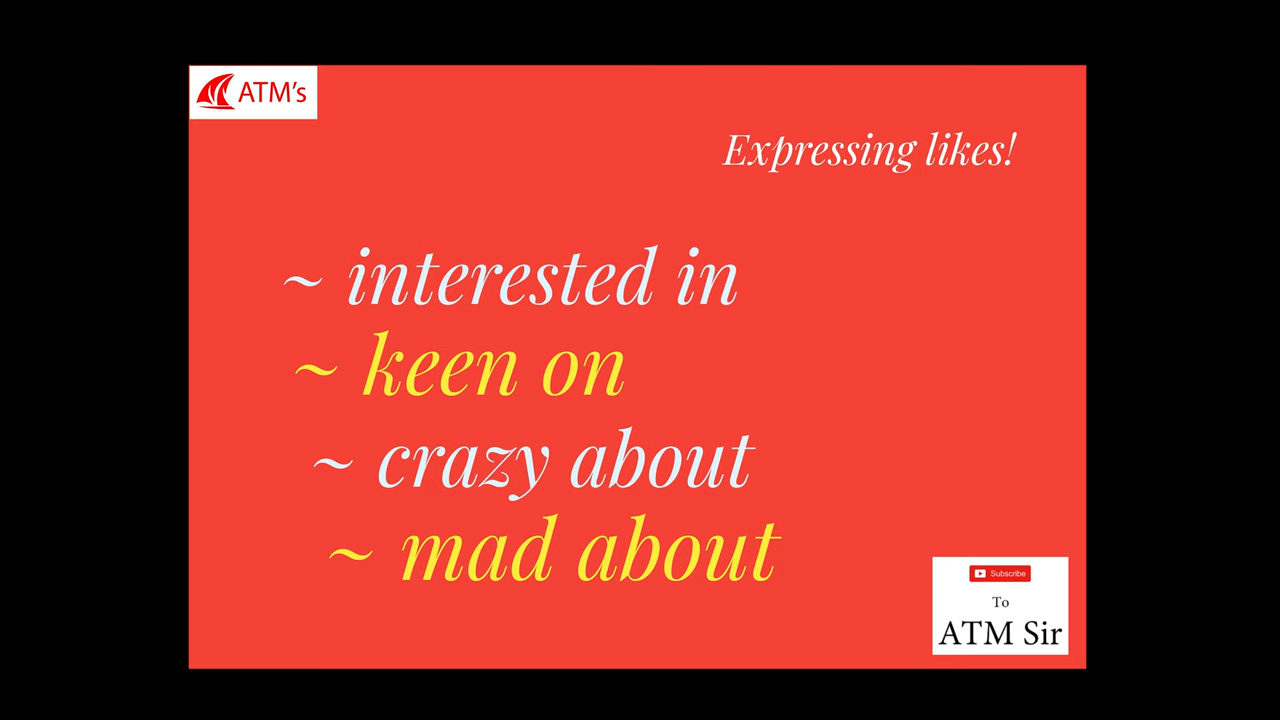 ATM's
Expressing likes!
~ interested in
~ keen on
~ crazy about
~ mad about
Subscribe
To
ATM Sir